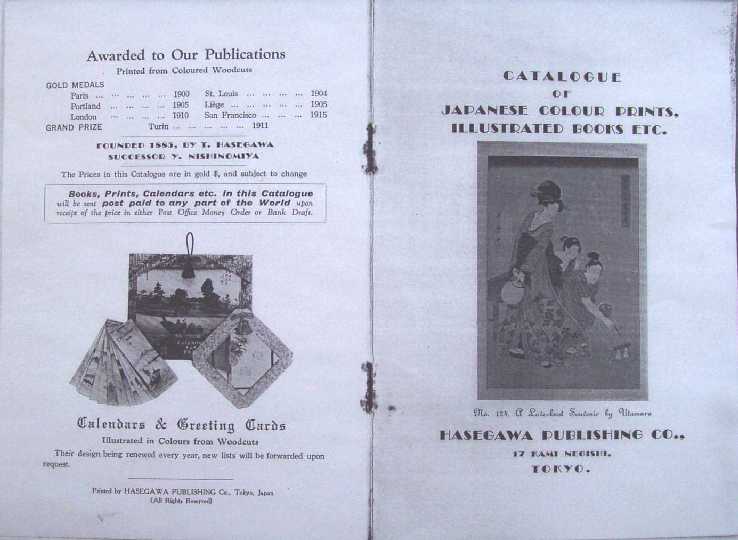 Awarded to Our Publications
Printed from Coloured Woodcuts
GOLD MEDALS
Paris ... ... ... ... ... 1900 St. Louis ... ... ... ... 1904
Portland ... ... ... ... 1905 Liège ... ... ... ... ... 1905
London ... ... ... ... 1910 San Francisco ... ... ... 1915
GRAND PRIZE Turin ... ... ... ... ... 1911
FOUNDED 1885, BY T. HASEGAWA
SUCCESSOR Y. NISHINOMIYA
The Prices in this Catalogue are in gold $, and subject to change
Books, Prints, Calendars etc. in this Catalogue
will be sent post paid to any part of the World upon
receipt of the price in either Post Office Money Order or Bank Draft.
Calendars & Greeting Cards
Illustrated in Colours from Woodcuts
Their design being renewed every year, new lists will be forwarded upon
request.
Printed by HASEGAWA PUBLISHING Co., Tokyo, Japan
(All Rights Reserved)
CATALOGUE
OF
JAPANESE COLOUR PRINTS,
ILLUSTRATED BOOKS ETC.
No. 124, A Souvenir by Utamaro
HASEGAWA PUBLISHING CO.,
17 KAMI NEGISHI,
TOKYO.